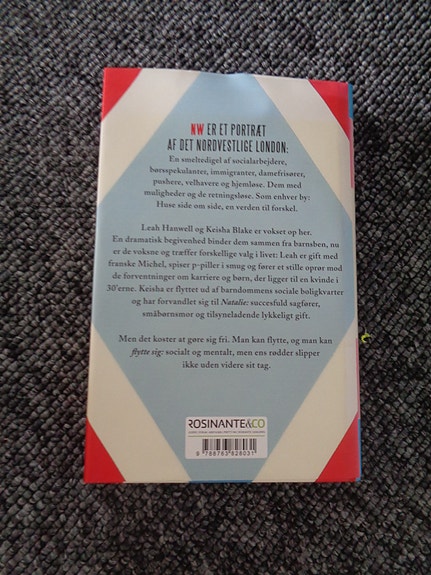 NW ER ET PORTRÆT
AF DET NORDVESTLIGE LONDON:
En smeltedigel af socialarbejdere,
børsspekulanter, immigranter, damefrisører,
pushere, velhavere og hjemløse. Dem med
muligheder og de retningsløse. Som enhver by:
Huse side om side, en verden til forskel.
Leah Hanwell og Keisha Blake er vokset op her.
En dramatisk begivenhed binder dem sammen fra barnsben, nu
er de voksne og træffer forskellige valg i livet: Leah er gift med
franske Michel, spiser p-piller i smug og fører et stille oprør mod
de forventninger om karriere og børn, der ligger til en kvinde i
30'erne. Keisha er flyttet ud af barndommens sociale boligkvarter
og har forvandlet sig til Natalie: succesfuld sagfører,
småbørnsmor og tilsyneladende lykkeligt gift.
Men det koster at gøre sig fri. Man kan flytte, og man kan
flytte sig: socialt og mentalt, men ens rødder slipper
ikke uden videre sit tag.
ROSINANTE&CO
9 788763 828031